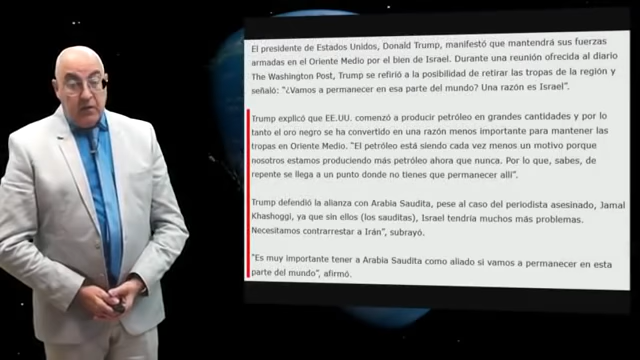 El presidente de Estados Unidos, Donald Trump, manifestó que mantendrá sus fuerzas
armadas en el Oriente Medio por el bien de Israel. Durante una reunión ofrecida al diario
The Washington Post, Trump se refirió a la posibilidad de retirar las tropas de la región y
señaló: "¿Vamos a permanecer en esa parte del mundo? Una razón es Israel".
Trump explicó que EE.UU. comenzó a producir petróleo en grandes cantidades y por lo
tanto el oro negro se ha convertido en una razón menos importante para mantener las
tropas en Oriente Medio. "El petróleo está siendo cada vez menos un motivo porque
nosotros estamos produciendo más petróleo ahora que nunca. Por lo que, sabes, de
repente se llega a un punto donde no tienes que permanecer allí".
Trump defendió la alianza con Arabia Saudita, pese al caso del periodista asesinado, Jamal
Khashoggi, ya que sin ellos (los sauditas), Israel tendría muchos más problemas.
Necesitamos contrarrestar a Irán", subrayó.
"Es muy importante tener a Arabia Saudita como aliado si vamos a permanecer en esta
parte del mundo", afirmó.